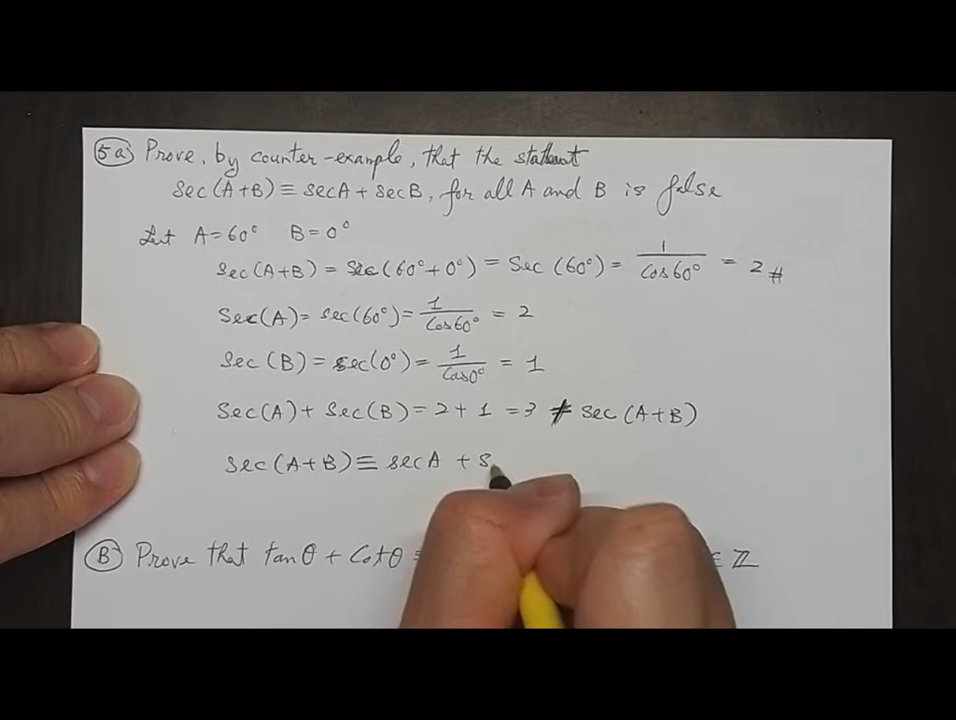 5a) Prove, by counter-example, that the statement
sec(A+B) ≡ secA + secB, for all A and B is false
Let A=60° B=0°
sec(A+B) = Sec(60°+0°) = Sec (60°) = 1/cos60° = 2 #
Sec(A) = sec(60°) = 1/Cos60° = 2
Sec(B) = sec(0°) = 1/Cos0° = 1
Sec(A) + Sec(B) = 2+1 = 3 ≠ sec(A+B)
sec(A+B) ≡ secA + s
B) Prove that tanθ + Cotθ ∈ ℤ